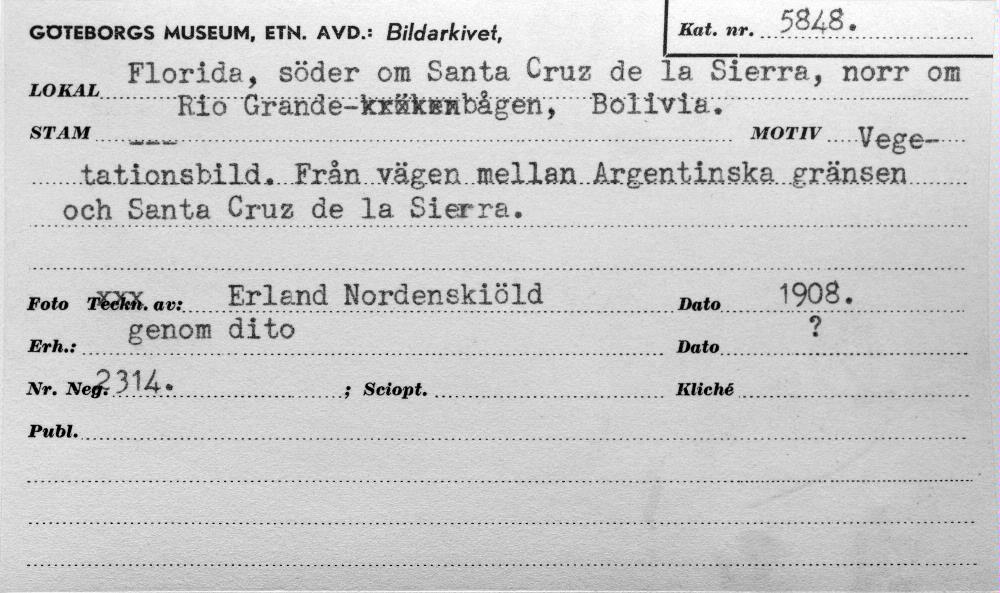 GÖTEBORGS MUSEUM, ETN. AVD.: Bildarkivet,
Kat. nr. 5848.
LOKAL Florida, söder om Santa Cruz de la Sierra, norr om
Rio Grande-bågen, Bolivia.
STAM --- MOTIV Vege-
tationsbild. Från vägen mellan Argentinska gränsen
och Santa Cruz de la Sierra.
Foto Teckn. av: Erland Nordenskiöld Dato 1908.
Erh.: genom dito Dato ?
Nr. Neg. 2314. ; Sciopt. Kliché
Publ.